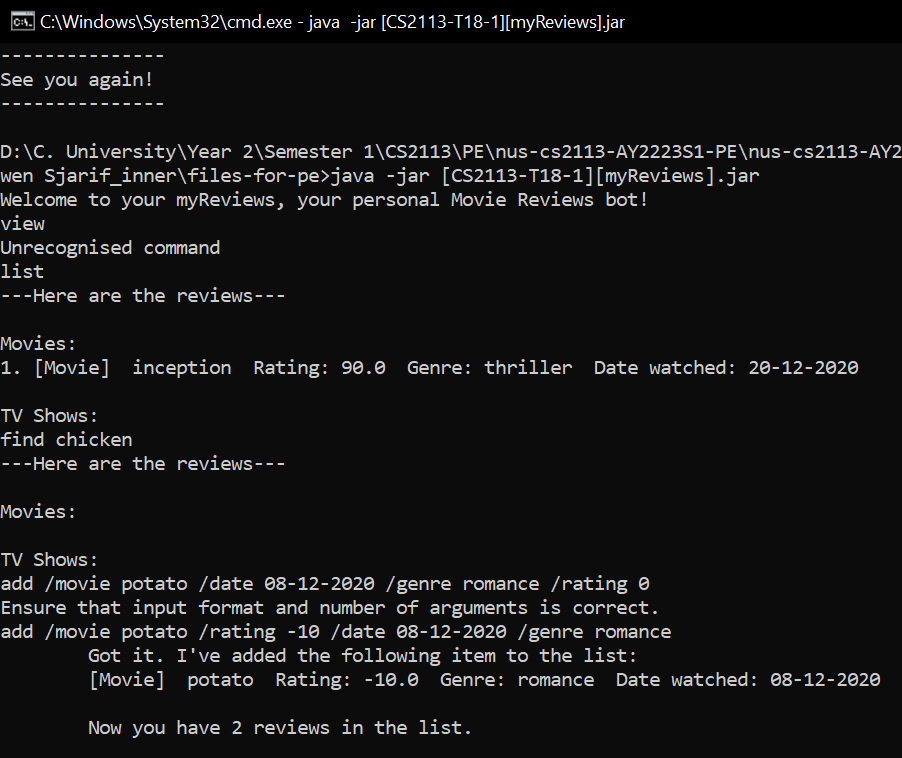 C:\Windows\System32\cmd.exe - java  -jar [CS2113-T18-1][myReviews].jar
---------------
See you again!
---------------
D:\C. University\Year 2\Semester 1\CS2113\PE\nus-cs2113-AY2223S1-PE\nus-cs2113-AY2
wen Sjarif_inner\files-for-pe>java -jar [CS2113-T18-1][myReviews].jar
Welcome to your myReviews, your personal Movie Reviews bot!
view
Unrecognised command
list
---Here are the reviews---
Movies:
1. [Movie]  inception  Rating: 90.0  Genre: thriller  Date watched: 20-12-2020
TV Shows:
find chicken
---Here are the reviews---
Movies:
TV Shows:
add /movie potato /date 08-12-2020 /genre romance /rating 0
Ensure that input format and number of arguments is correct.
add /movie potato /rating -10 /date 08-12-2020 /genre romance
        Got it. I've added the following item to the list:
        [Movie]  potato  Rating: -10.0  Genre: romance  Date watched: 08-12-2020
        Now you have 2 reviews in the list.